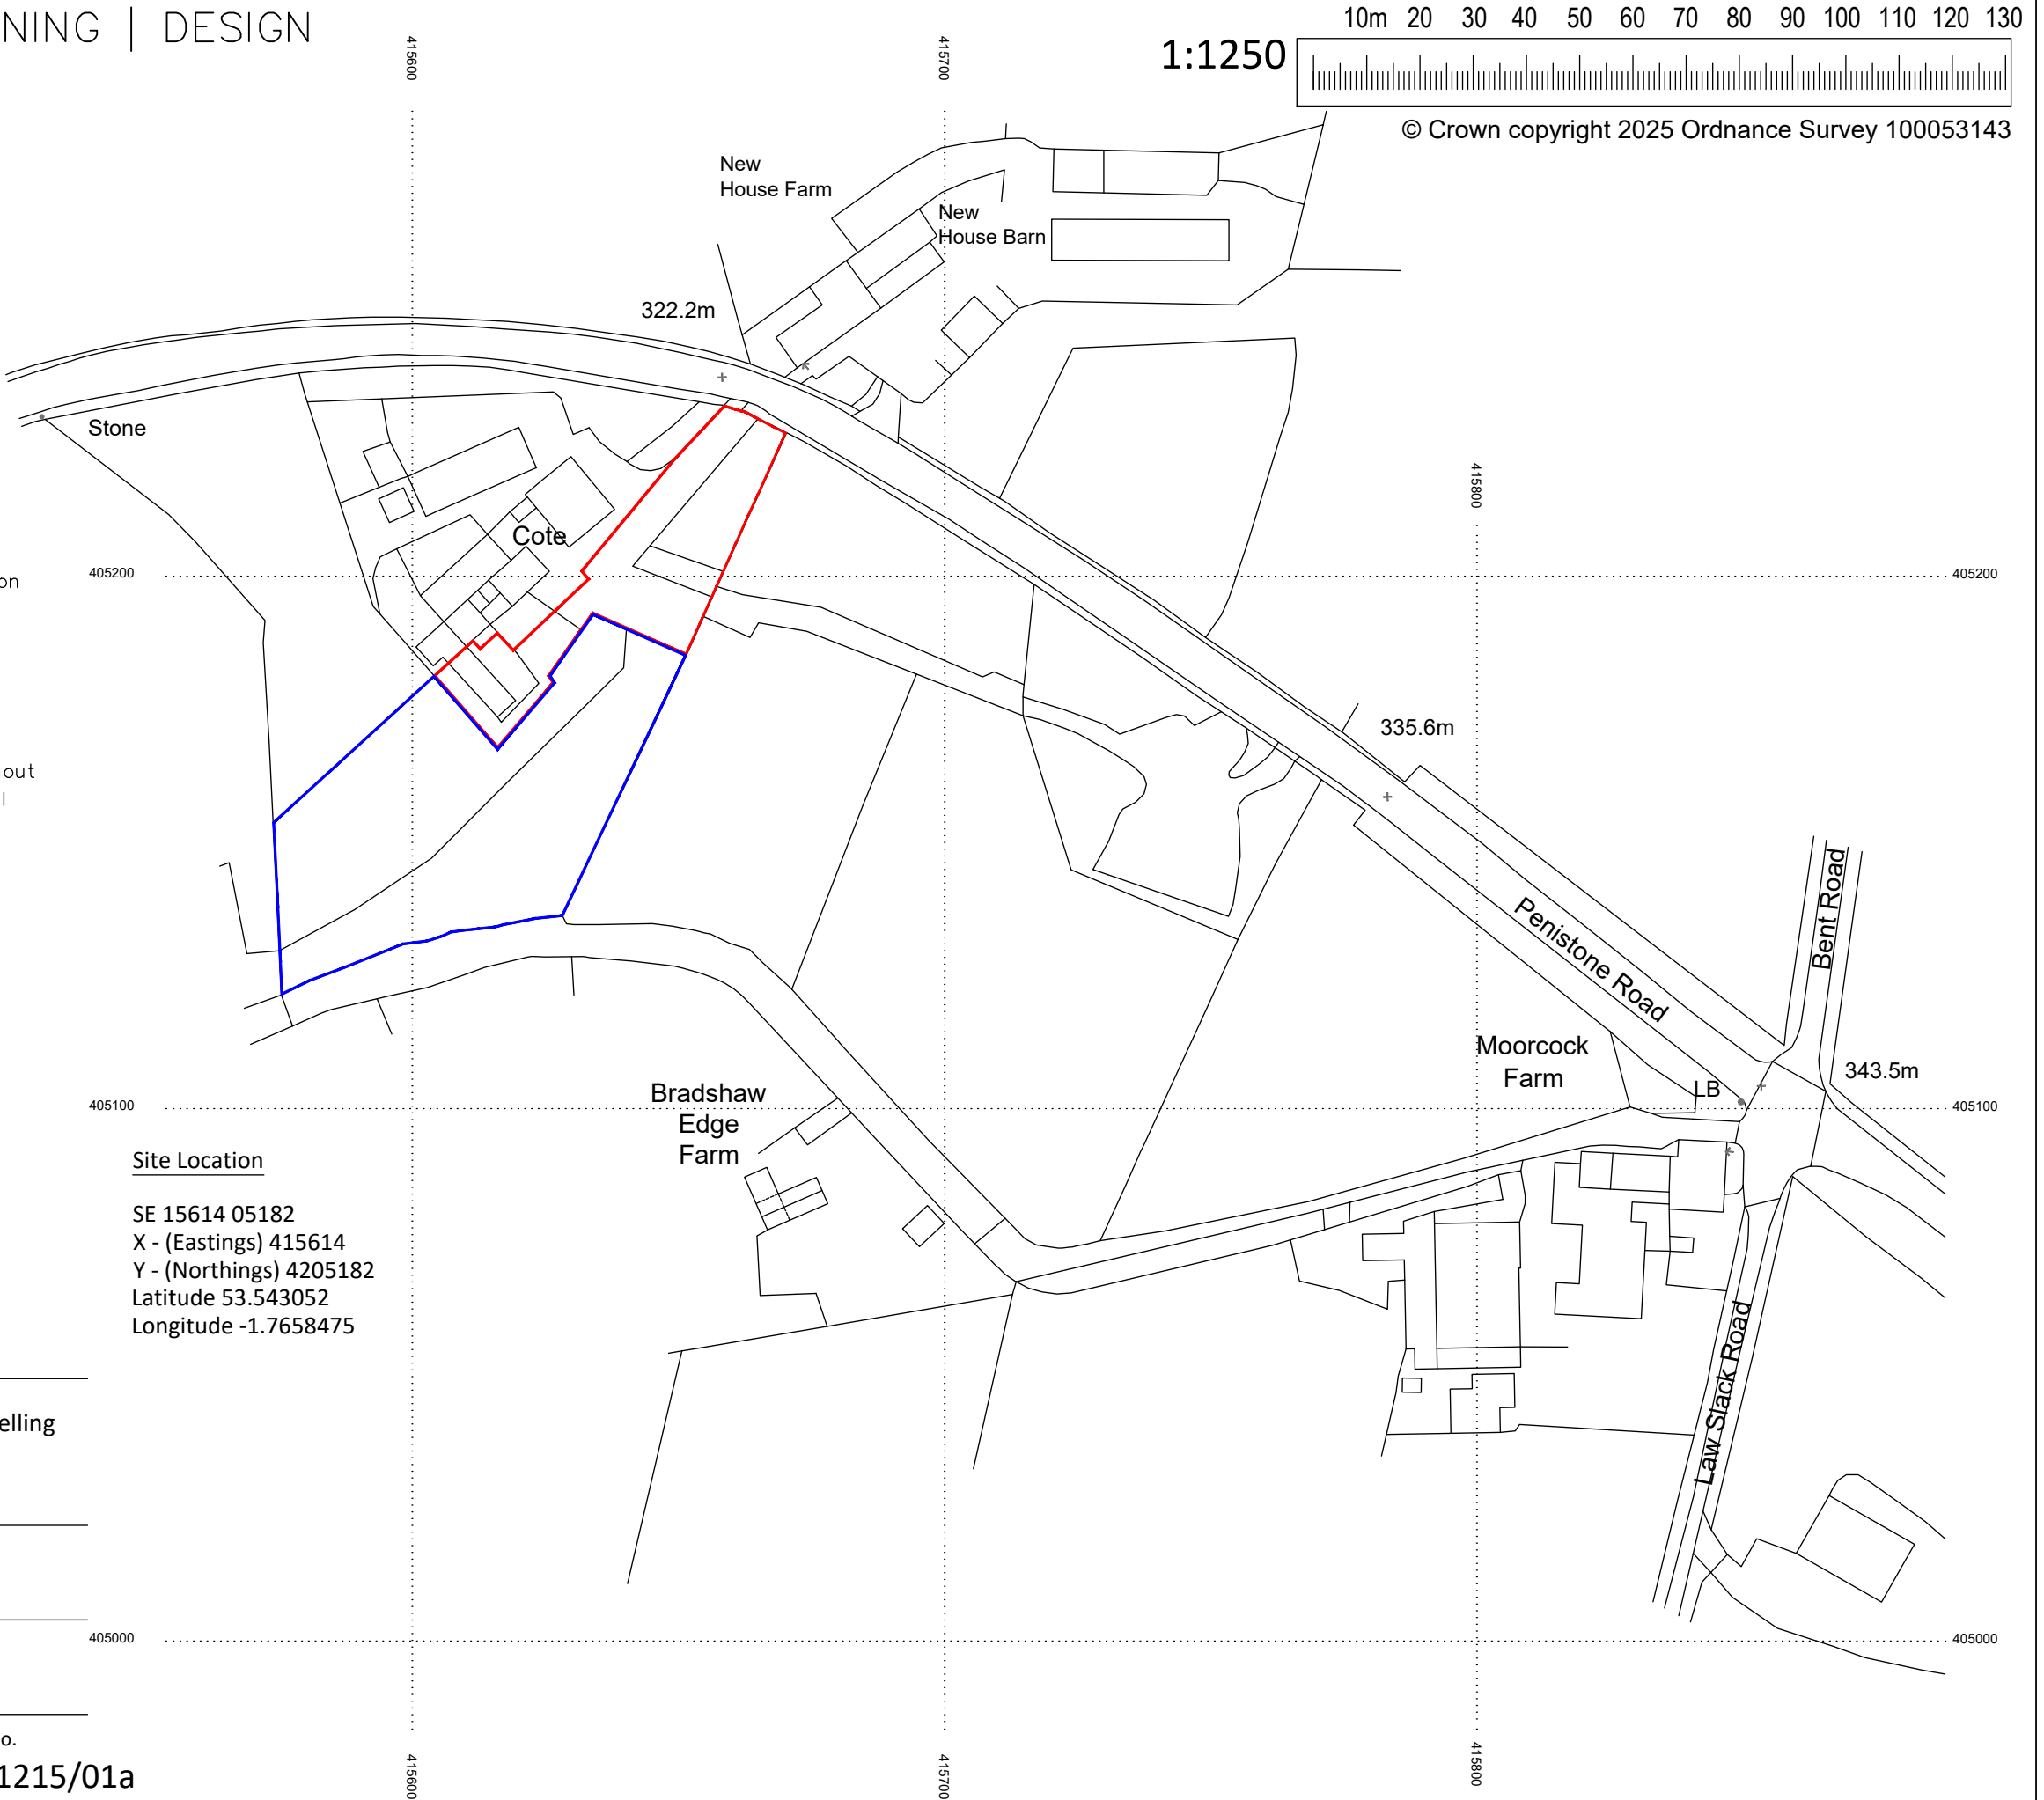 NING | DESIGN
10m 20 30 40 50 60 70 80 90 100 110 120 130
1:1250
© Crown copyright 2025 Ordnance Survey 100053143
415600
415700
415800
New
House Farm
New
House Barn
322.2m
Stone
Cote
on
405200
405200
335.6m
out
Bent Road
Penistone Road
Moorcock
Farm
LB
343.5m
Bradshaw
Edge
Farm
405100
405100
Site Location
SE 15614 05182
X - (Eastings) 415614
Y - (Northings) 4205182
Latitude 53.543052
Longitude -1.7658475
Law Slack Road
elling
405000
405000
o.
1215/01a
415600
415700
415800